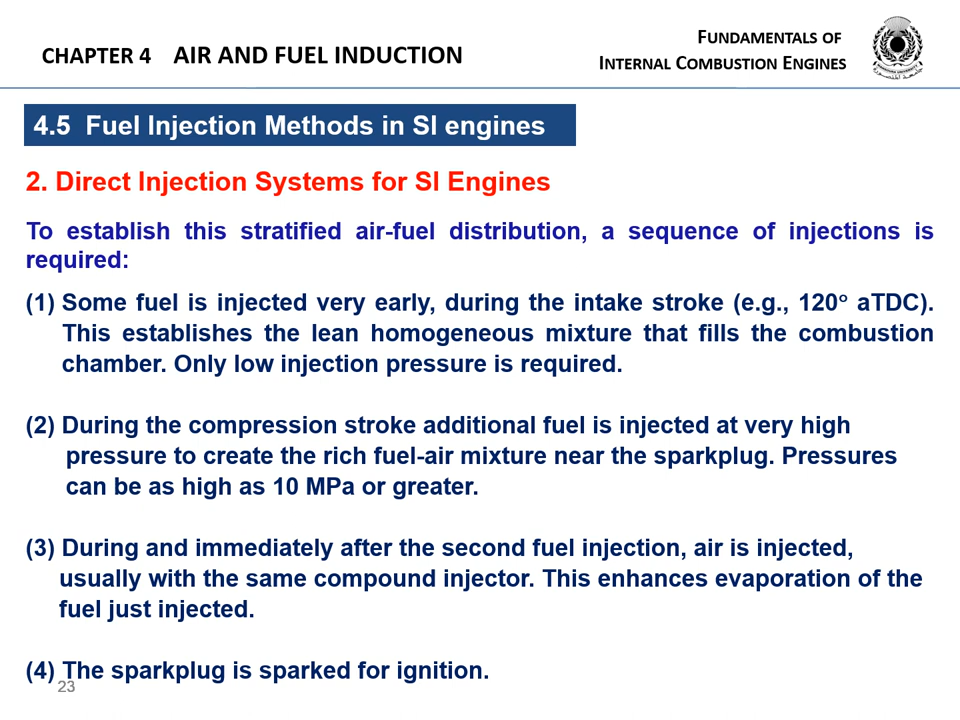 CHAPTER 4 AIR AND FUEL INDUCTION
FUNDAMENTALS OF
INTERNAL COMBUSTION ENGINES
4.5 Fuel Injection Methods in SI engines
2. Direct Injection Systems for SI Engines
To establish this stratified air-fuel distribution, a sequence of injections is
required:
(1) Some fuel is injected very early, during the intake stroke (e.g., 120° aTDC).
This establishes the lean homogeneous mixture that fills the combustion
chamber. Only low injection pressure is required.
(2) During the compression stroke additional fuel is injected at very high
pressure to create the rich fuel-air mixture near the sparkplug. Pressures
can be as high as 10 MPa or greater.
(3) During and immediately after the second fuel injection, air is injected,
usually with the same compound injector. This enhances evaporation of the
fuel just injected.
(4) The sparkplug is sparked for ignition.
23